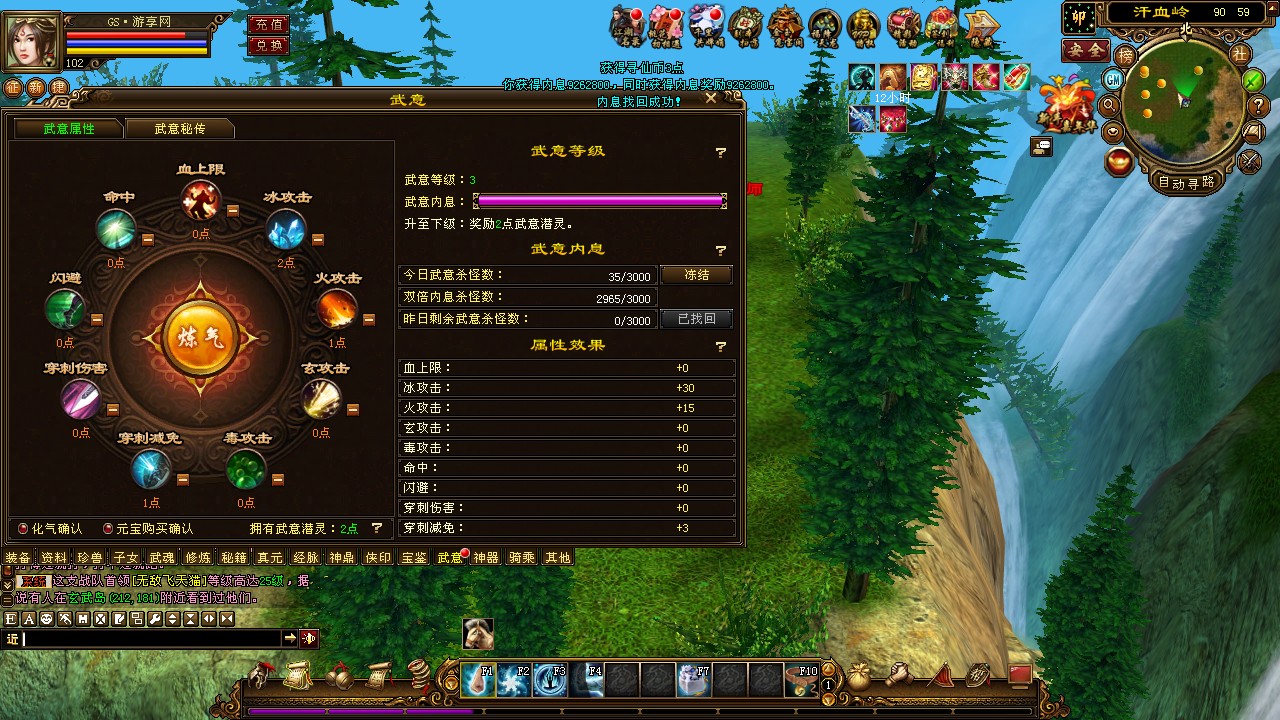 GS·游享网
充值
兑换
102
征 新 建
获得寻仙币3点
你获得内息9262800,同时获得内息奖励9262800。
内息找回成功!
12小时
汗血岭 90 59
北
安全
榜 社
GM
自动寻路
师
武意
武意属性 武意秘传
血上限
0点
命中
0点
冰攻击
2点
闪避
0点
火攻击
1点
穿刺伤害
0点
玄攻击
0点
穿刺减免
1点
毒攻击
0点
炼气
化气确认 元宝购买确认 拥有武意潜灵:2点 ?
武意等级 ?
武意等级:3
武意内息:
升至下级:奖励2点武意潜灵。
武意内息 ?
今日武意杀怪数: 35/3000 冻结
双倍内息杀怪数: 2965/3000
昨日剩余武意杀怪数: 0/3000 已找回
属性效果 ?
血上限: +0
冰攻击: +30
火攻击: +15
玄攻击: +0
毒攻击: +0
命中: +0
闪避: +0
穿刺伤害: +0
穿刺减免: +3
装备 资料 珍兽 子女 武魂 修炼 秘籍 真元 经脉 神鼎 侠印 宝鉴 武意 神器 骑乘 其他
这支战队首领[无敌飞天猫]等级高达25级,据
说有人在玄武岛(212,181)附近看到过他们。
近
F1 F2 F3 F4 F7 F10